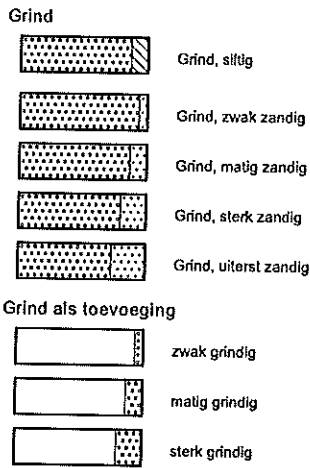 Grind
Grind, siltig
Grind, zwak zandig
Grind, matig zandig
Grind, sterk zandig
Grind, uiterst zandig
Grind als toevoeging
zwak grindig
matig grindig
sterk grindig